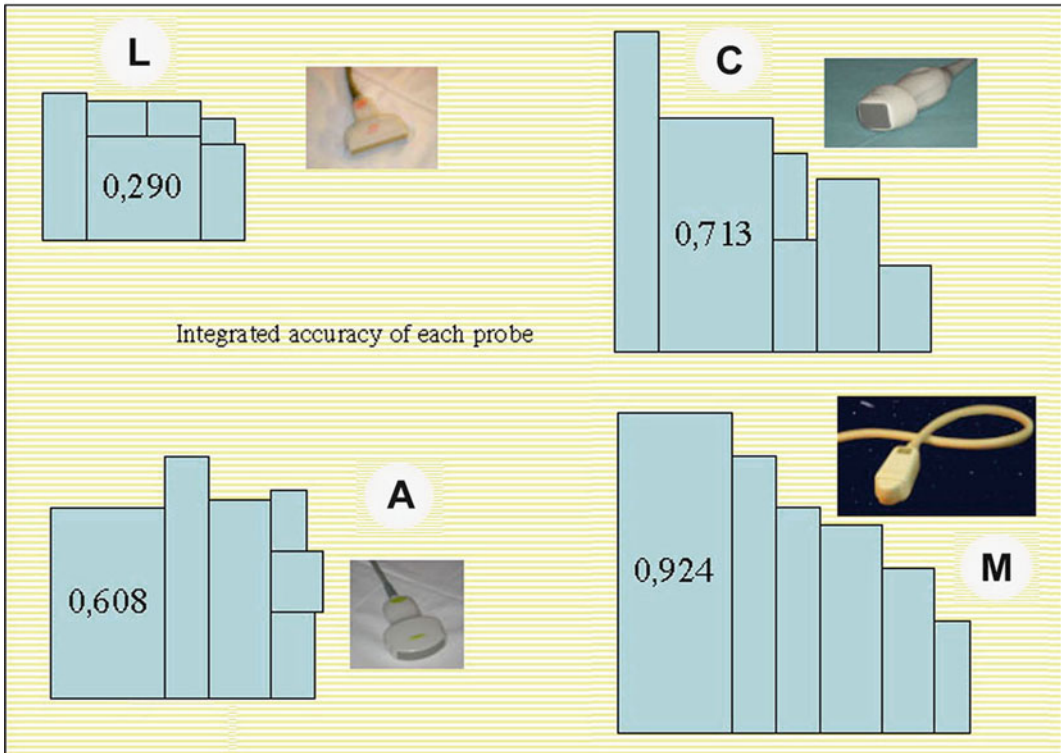 L
C
0,290
0,713
Integrated accuracy of each probe
A
0,608
0,924
M